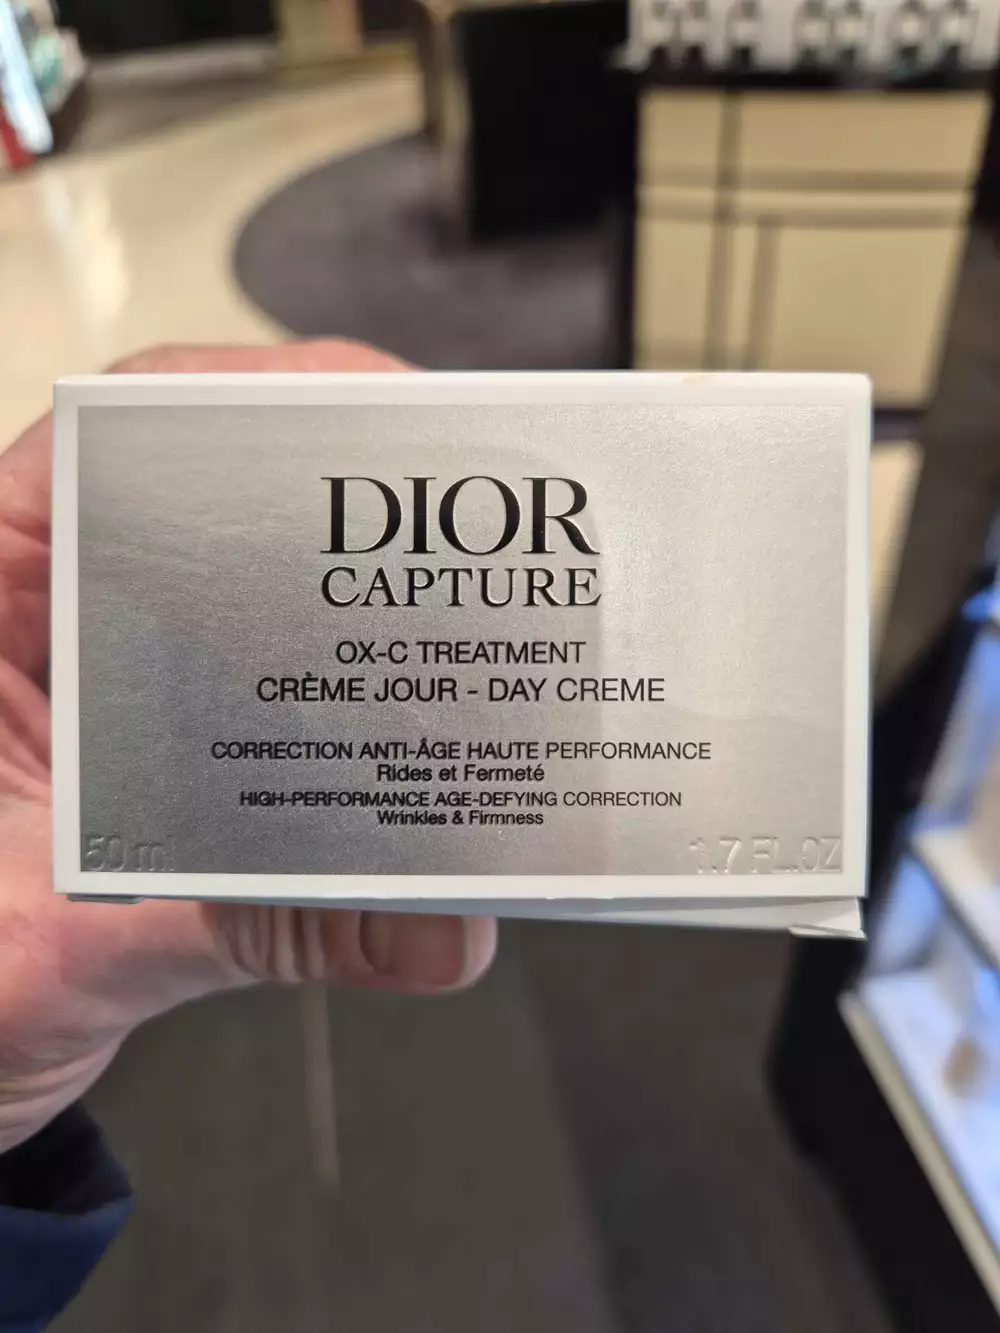 DIOR
CAPTURE
OX-C TREATMENT
CRÈME JOUR - DAY CREME
CORRECTION ANTI-ÂGE HAUTE PERFORMANCE
Rides et Fermeté
HIGH-PERFORMANCE AGE-DEFYING CORRECTION
Wrinkles & Firmness
50 ml 1.7 FL.OZ